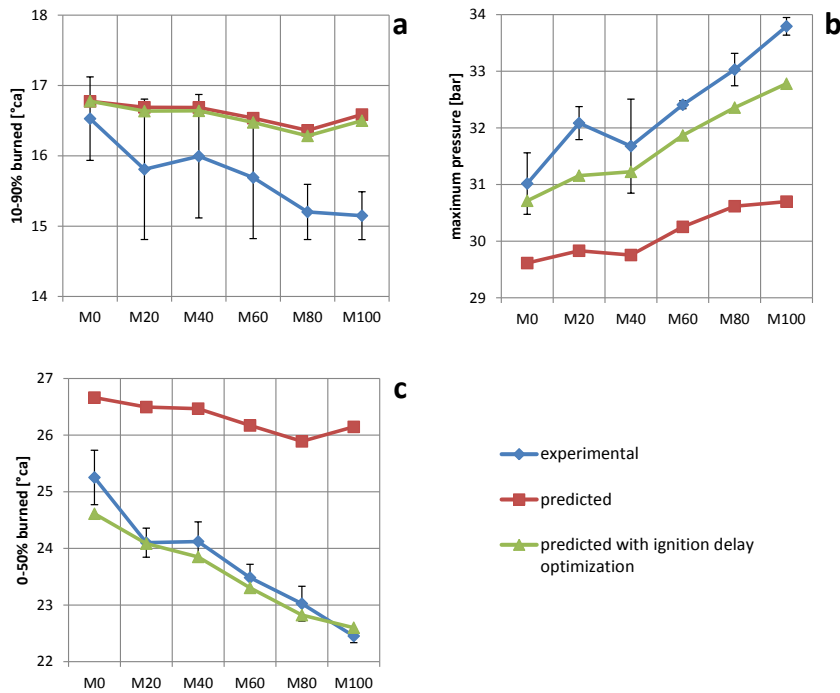 a
18
17
16
15
14
10-90% burned [°ca]
M0 M20 M40 M60 M80 M100
b
34
33
32
31
30
29
maximum pressure [bar]
M0 M20 M40 M60 M80 M100
c
27
26
25
24
23
22
0-50% burned [°ca]
M0 M20 M40 M60 M80 M100
experimental
predicted
predicted with ignition delay
optimization